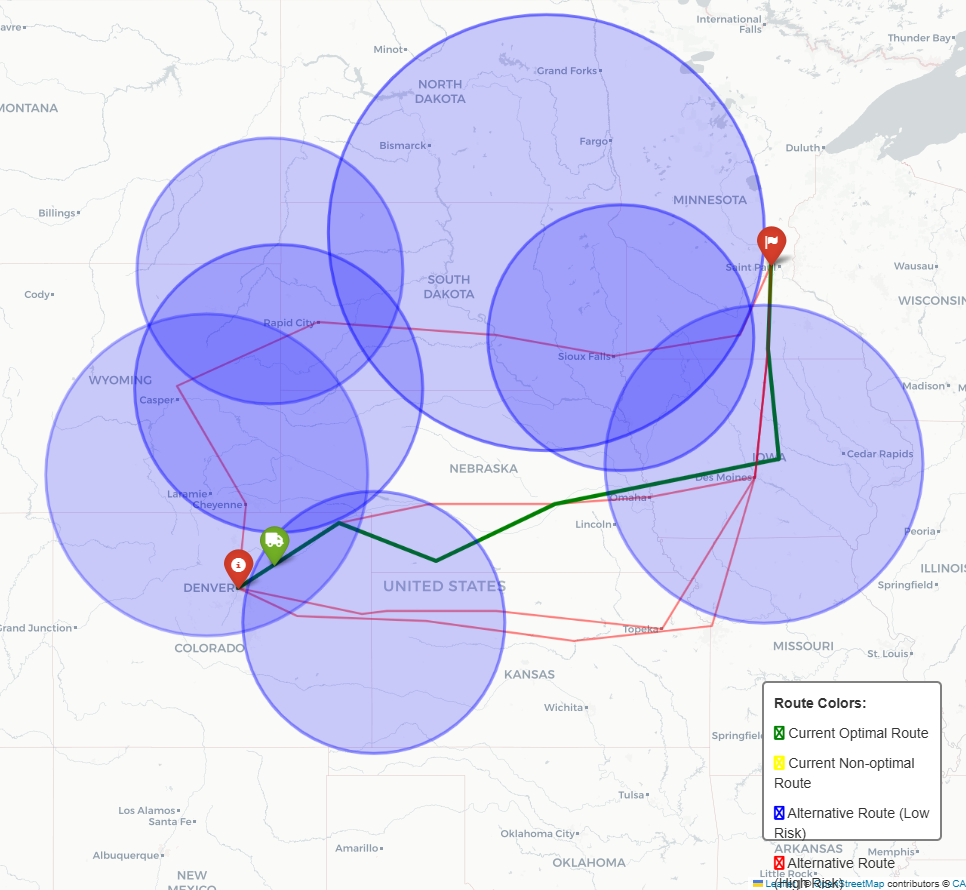 International
Falls
Thunder Bay
Minot
Grand Forks
NORTH
DAKOTA
MONTANA
Bismarck
Fargo
Duluth
MINNESOTA
Billings
Saint Paul
Wausau
SOUTH
DAKOTA
Cody
WISCONSIN
Rapid City
Sioux Falls
WYOMING
Casper
Madison
IOWA
Cedar Rapids
NEBRASKA
Des Moines
Laramie
Cheyenne
Omaha
Lincoln
Peoria
ILLINOIS
DENVER
UNITED STATES
Springfield
Grand Junction
Topeka
COLORADO
MISSOURI
St. Louis
KANSAS
Wichita
Springfield
Route Colors:
Current Optimal Route
Current Non-optimal
Route
Alternative Route (Low
Risk)
Alternative Route
(High Risk)
Los Alamos
Santa Fe
Tulsa
Oklahoma City
Amarillo
Albuquerque
OKLAHOMA
ARKANSAS
Memphis
Little Rock
NEW
MEXICO
Leaflet | © OpenStreetMap contributors © CA